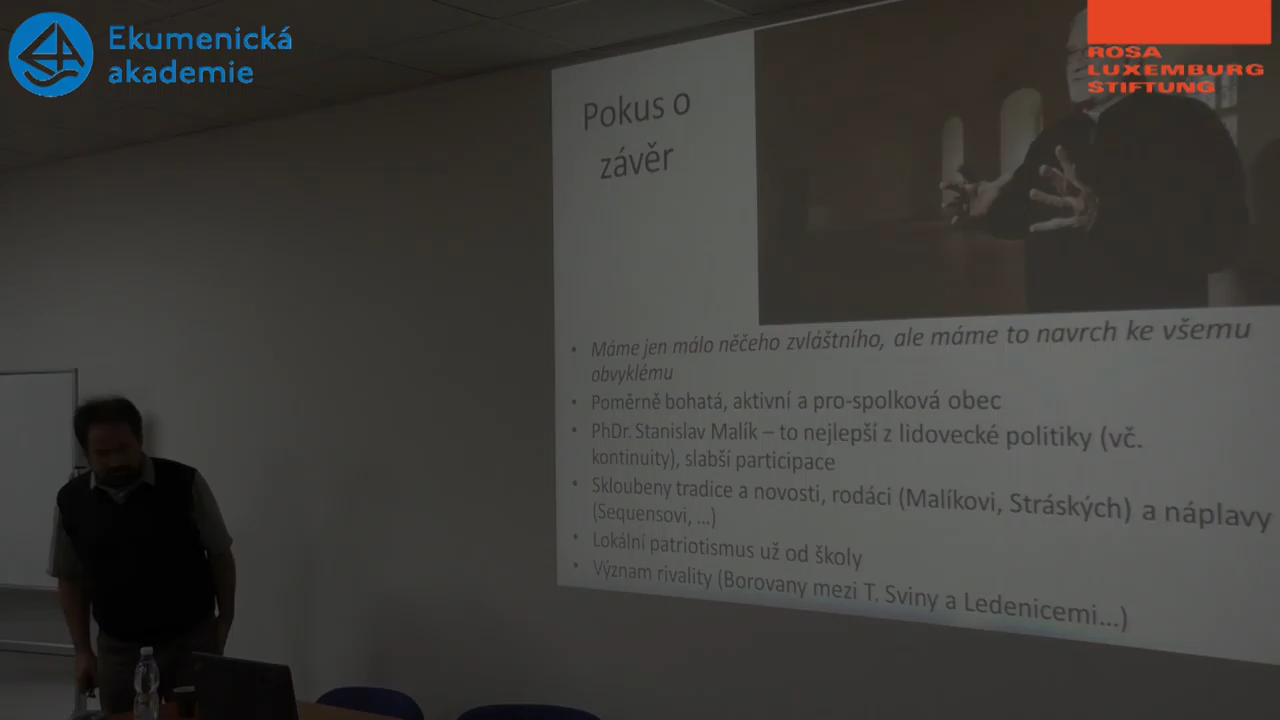 Ekumenická
akademie
ROSA
LUXEMBURG
STIFTUNG
Pokus o
závěr
• Máme jen málo něčeho zvláštního, ale máme to navrch ke všemu
obvyklému
• Poměrně bohatá, aktivní a pro-spolková obec
• PhDr. Stanislav Malík – to nejlepší z lidovecké politiky (vč.
kontinuity), slabší participace
• Skloubeny tradice a novosti, rodáci (Malíkovi, Stráských) a náplavy
(Sequensovi, ...)
• Lokální patriotismus už od školy
• Význam rivality (Borovany mezi T. Sviny a Ledenicemi...)